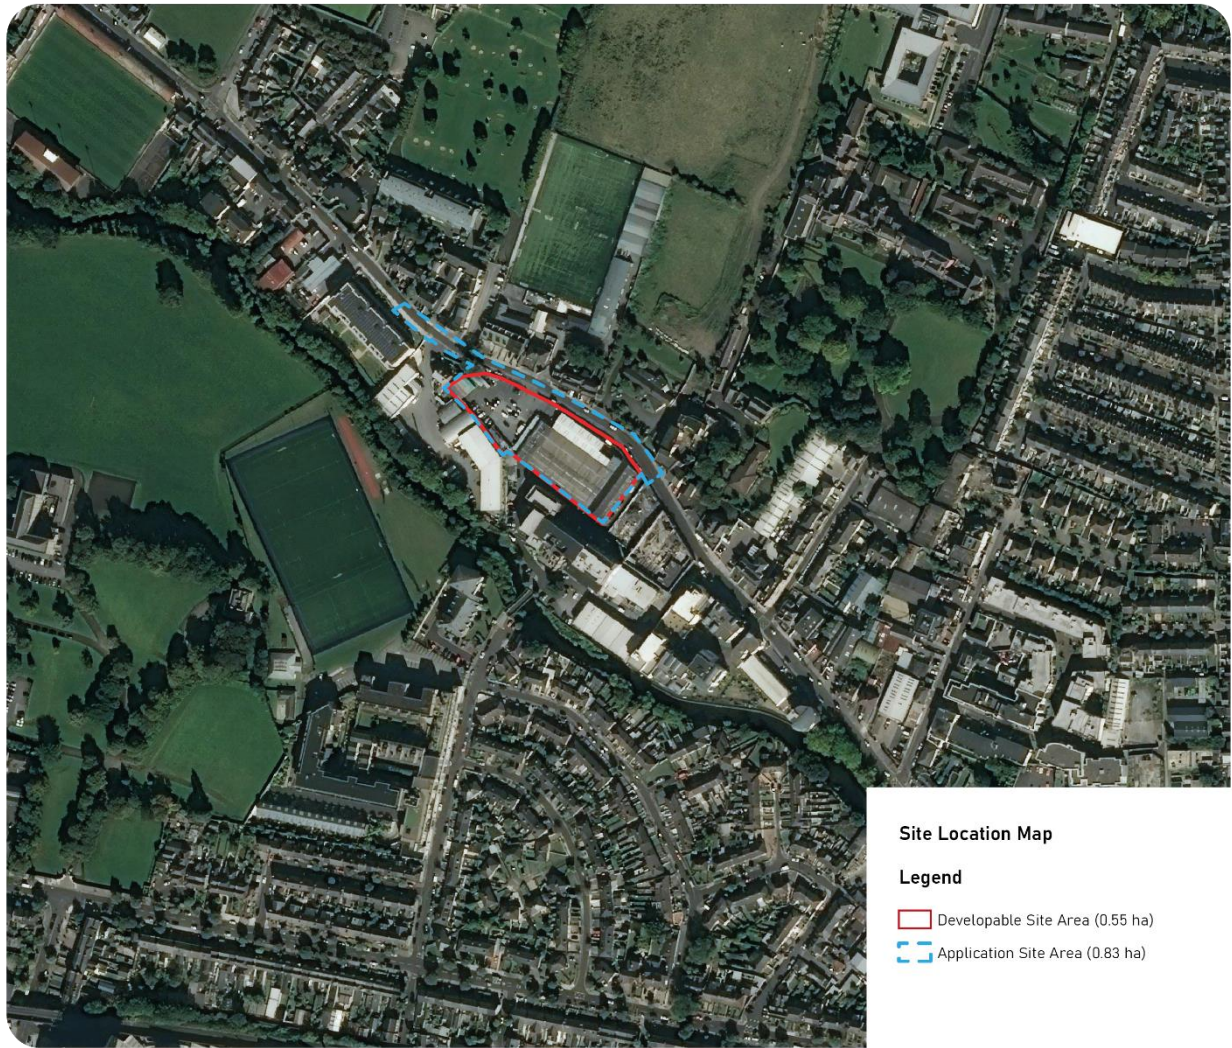 Site Location Map
Legend
Developable Site Area (0.55 ha)
Application Site Area (0.83 ha)